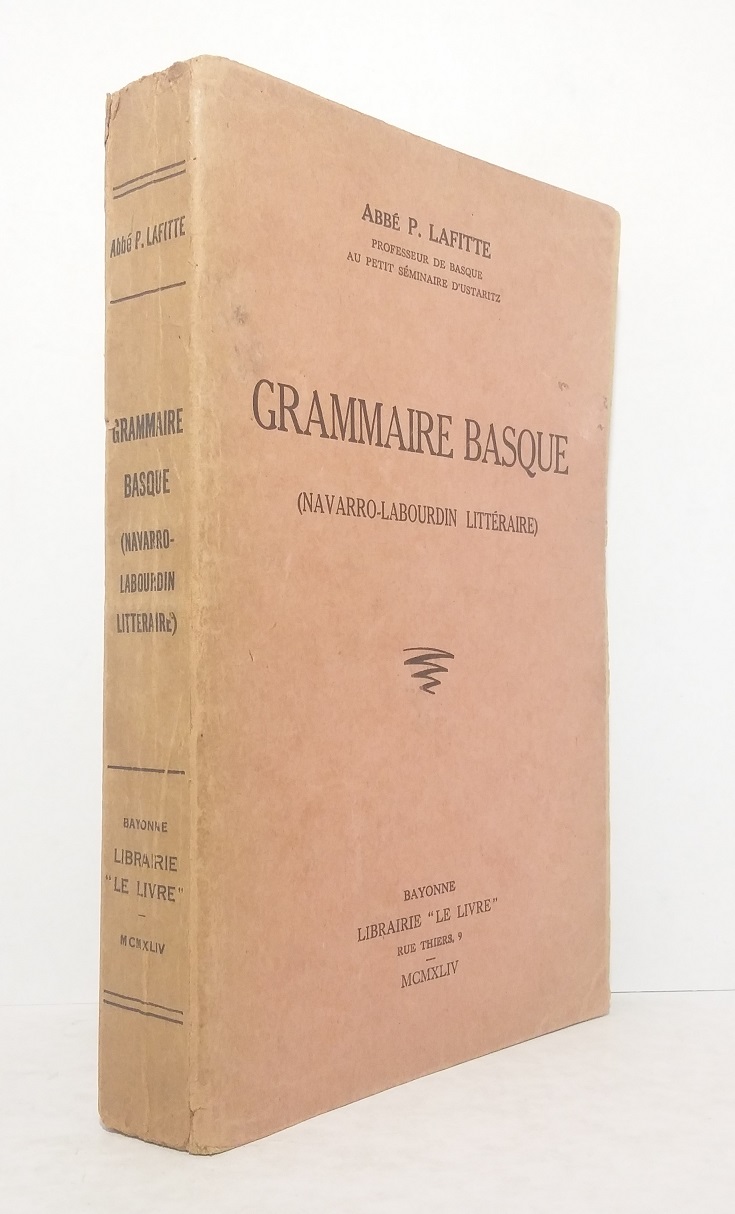 Abbé P. LAFITTE
GRAMMAIRE
BASQUE
(NAVARRO-
LABOURDIN
LITTERAIRE)
BAYONNE
LIBRAIRIE
"LE LIVRE"
MCMXLIV
ABBÉ P. LAFITTE
PROFESSEUR DE BASQUE
AU PETIT SÉMINAIRE D'USTARITZ
GRAMMAIRE BASQUE
(NAVARRO-LABOURDIN LITTÉRAIRE)
BAYONNE
LIBRAIRIE "LE LIVRE"
RUE THIERS, 9
MCMXLIV